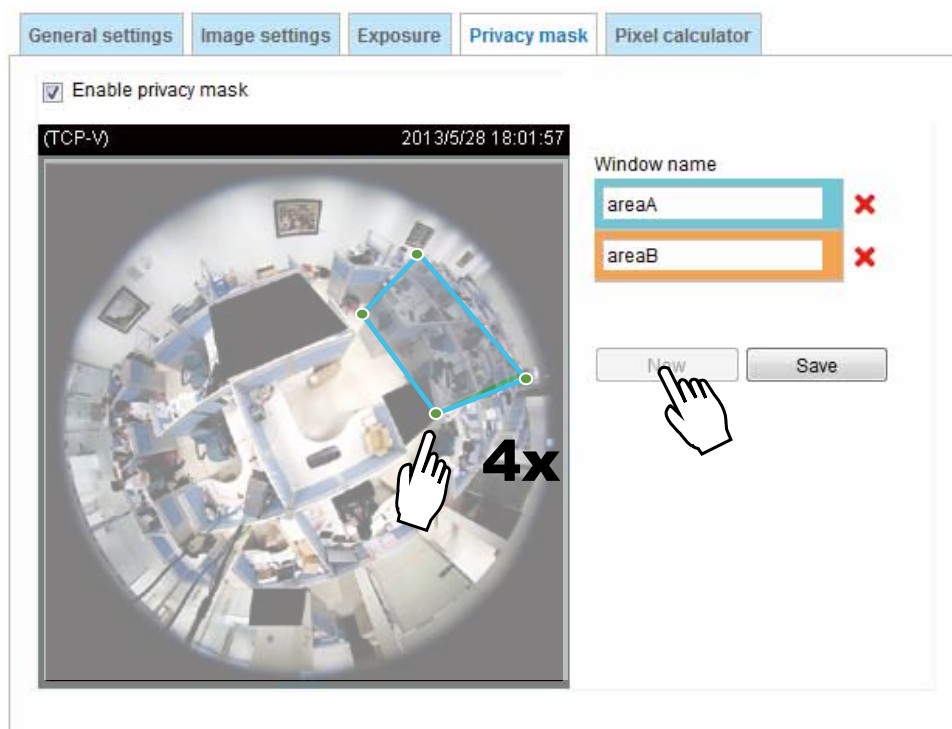 General settings Image settings Exposure Privacy mask Pixel calculator
Enable privacy mask
(TCP-V) 2013/5/28 18:01:57
Window name
areaA
areaB
New Save
4x